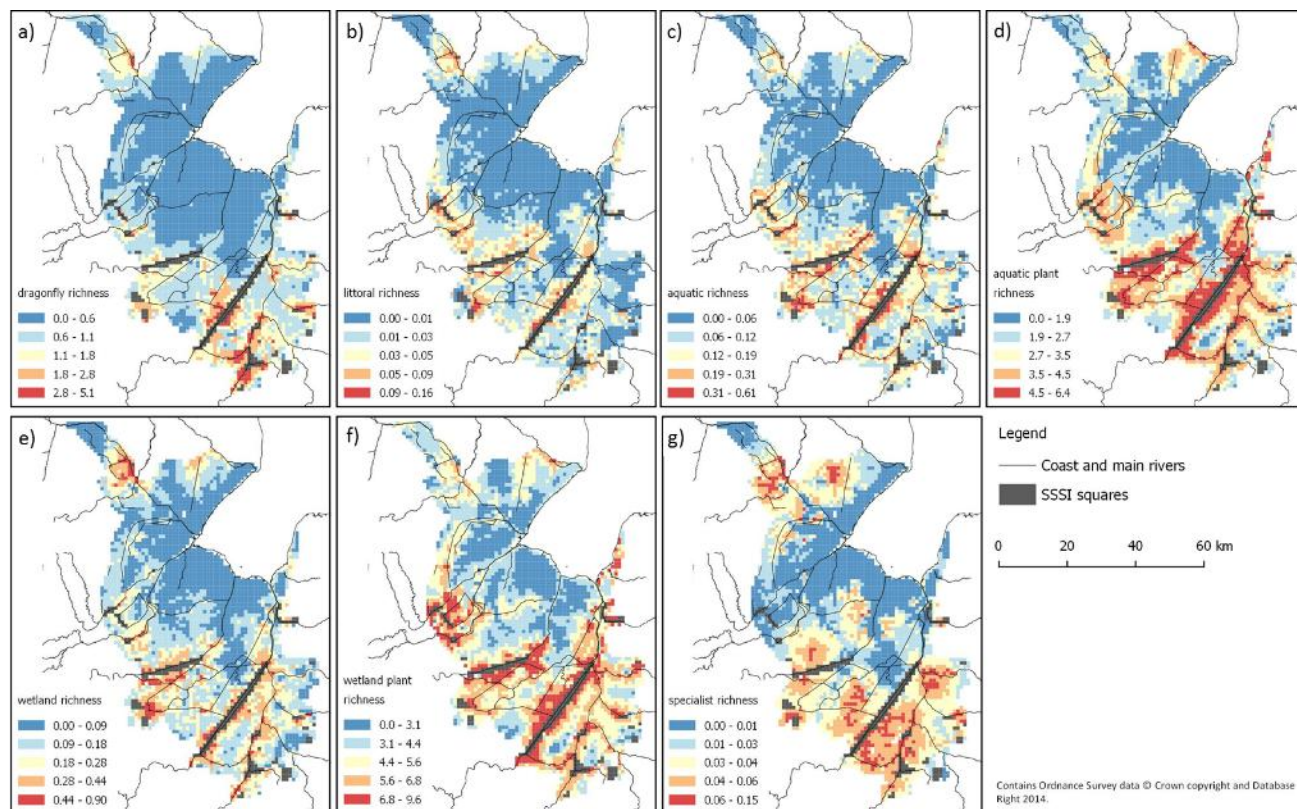 a)
dragonfly richness
0.0 - 0.6
0.6 - 1.1
1.1 - 1.8
1.8 - 2.8
2.8 - 5.1
b)
littoral richness
0.00 - 0.01
0.01 - 0.03
0.03 - 0.05
0.05 - 0.09
0.09 - 0.16
c)
aquatic richness
0.00 - 0.06
0.06 - 0.12
0.12 - 0.19
0.19 - 0.31
0.31 - 0.61
d)
aquatic plant
richness
0.0 - 1.9
1.9 - 2.7
2.7 - 3.5
3.5 - 4.5
4.5 - 6.4
e)
wetland richness
0.00 - 0.09
0.09 - 0.18
0.18 - 0.28
0.28 - 0.44
0.44 - 0.90
f)
wetland plant
richness
0.0 - 3.1
3.1 - 4.4
4.4 - 5.6
5.6 - 6.8
6.8 - 9.6
g)
specialist richness
0.00 - 0.01
0.01 - 0.03
0.03 - 0.04
0.04 - 0.06
0.06 - 0.15
Legend
Coast and main rivers
SSSI squares
0 20 40 60 km
Contains Ordnance Survey data © Crown copyright and Database
Right 2014.